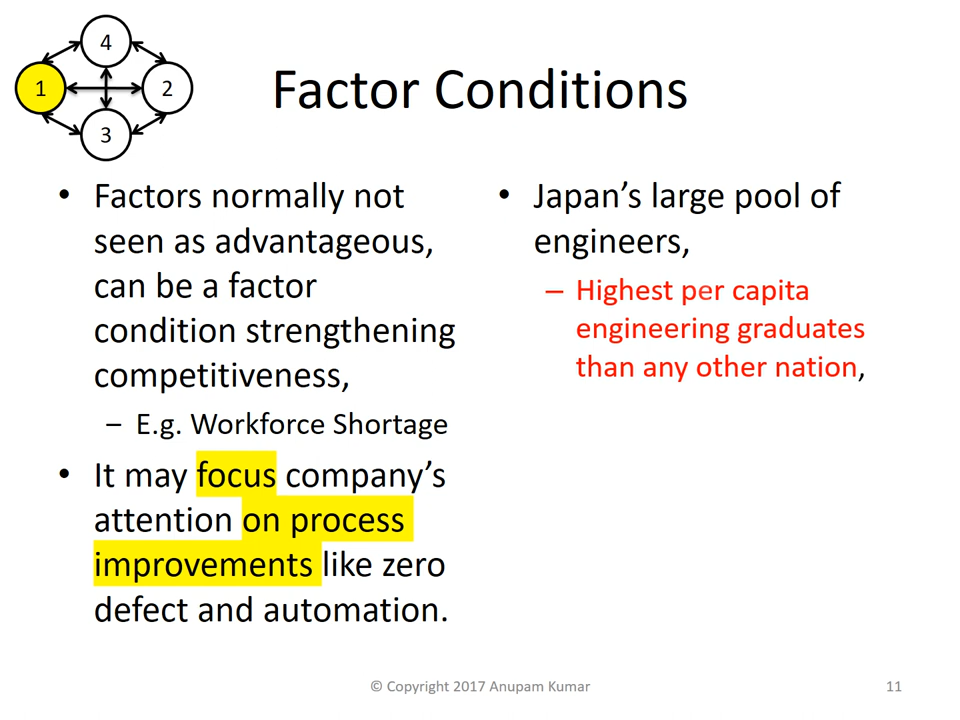 4
1
2
3
Factor Conditions
• Factors normally not
seen as advantageous,
can be a factor
condition strengthening
competitiveness,
– E.g. Workforce Shortage
• It may focus company’s
attention on process
improvements like zero
defect and automation.
• Japan’s large pool of
engineers,
– Highest per capita
engineering graduates
than any other nation,
© Copyright 2017 Anupam Kumar
11